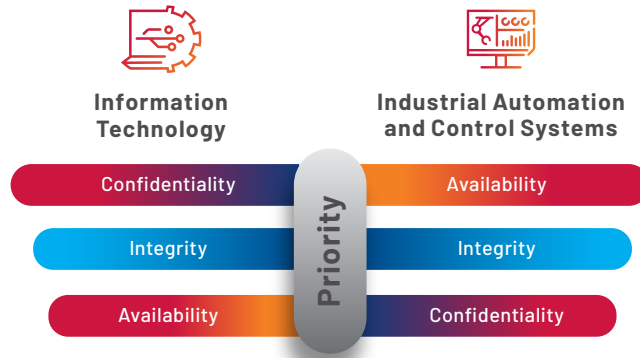 Information
Technology
Industrial Automation
and Control Systems
Priority
Confidentiality
Availability
Integrity
Integrity
Availability
Confidentiality